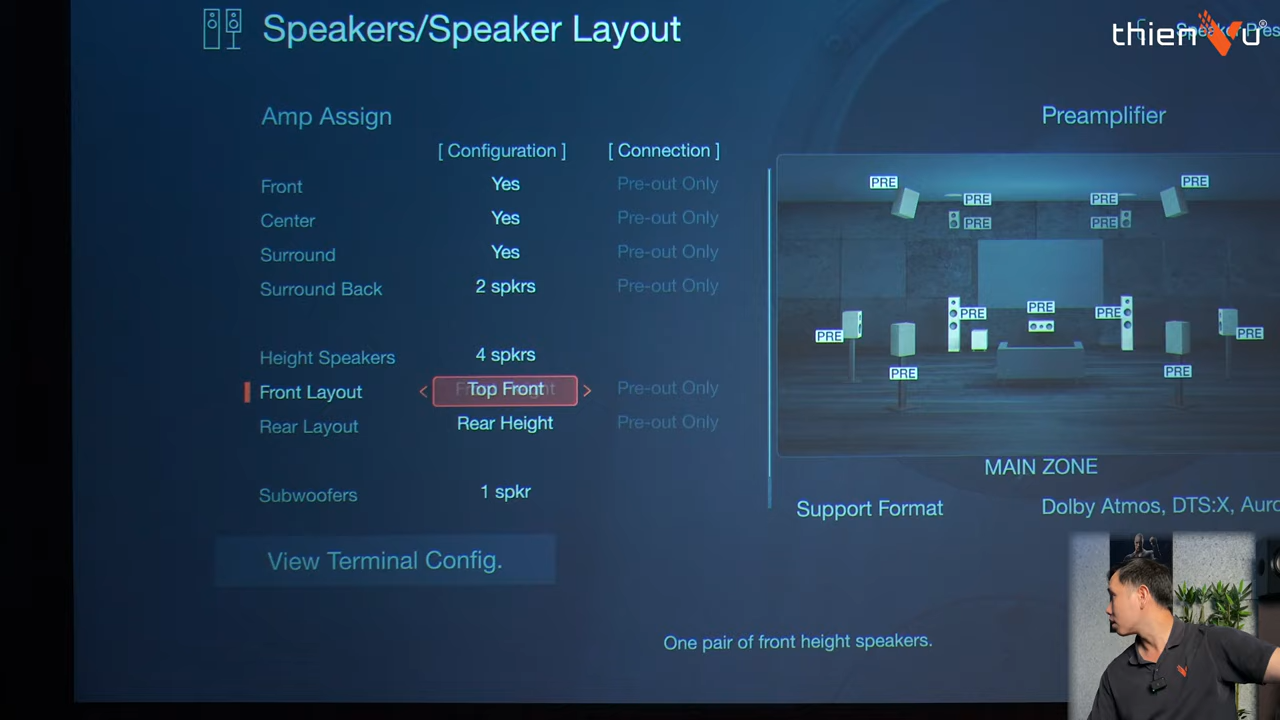 Speakers/Speaker Layout
thien Vu®
Speaker Pres
Amp Assign
Preamplifier
[ Configuration ]
[ Connection ]
Front
Yes
Pre-out Only
Center
Yes
Pre-out Only
Surround
Yes
Pre-out Only
Surround Back
2 spkrs
Pre-out Only
Height Speakers
4 spkrs
Front Layout
<
Top Front
>
Pre-out Only
Rear Layout
Rear Height
Pre-out Only
Subwoofers
1 spkr
View Terminal Config.
PRE
PRE
PRE
PRE
PRE
PRE
PRE
PRE
PRE
PRE
PRE
PRE
PRE
MAIN ZONE
Support Format
Dolby Atmos, DTS:X, Auro
One pair of front height speakers.